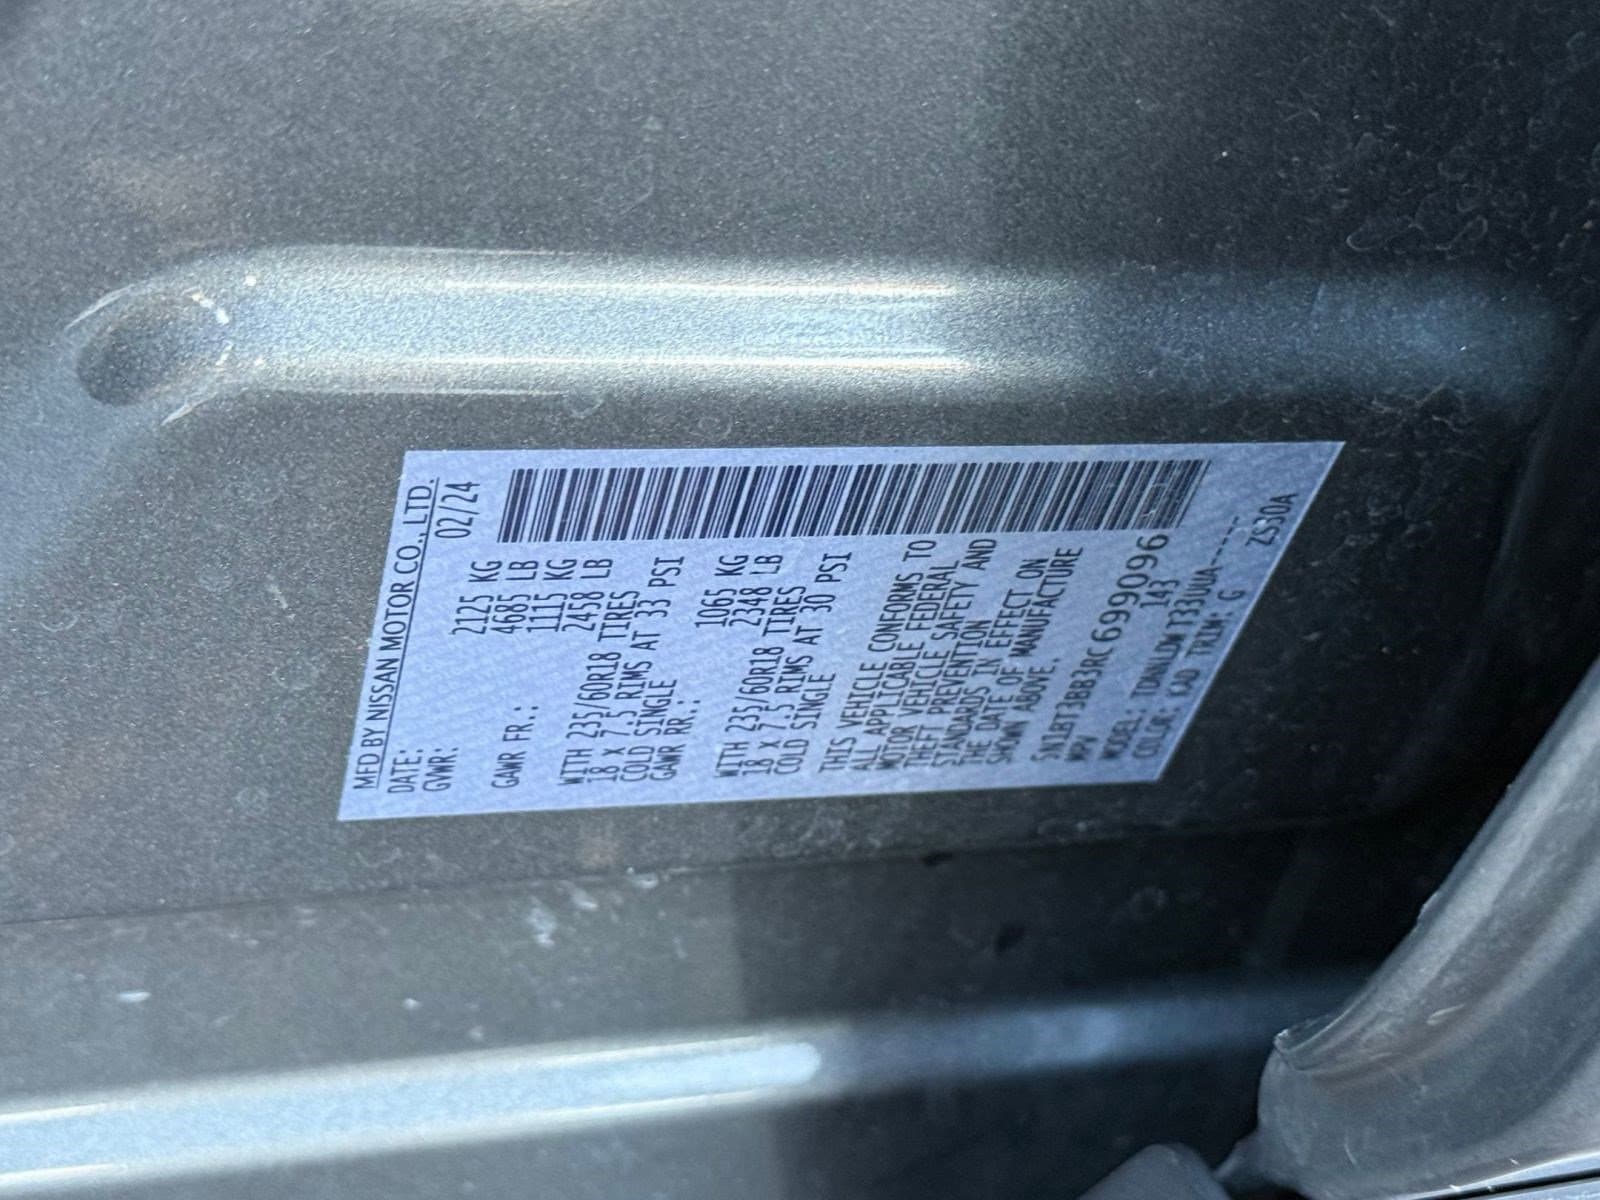 MFD BY NISSAN MOTOR CO., LTD.
DATE: 02/24
GVWR: 2125 KG
4685 LB
GAWR FR.: 1115 KG
2458 LB
WITH 235/60R18 TIRES
18 X 7.5 RIMS AT 33 PSI
COLD SINGLE
GAWR RR.: 1065 KG
2348 LB
WITH 235/60R18 TIRES
18 X 7.5 RIMS AT 30 PSI
COLD SINGLE
THIS VEHICLE CONFORMS TO
ALL APPLICABLE FEDERAL
MOTOR VEHICLE SAFETY AND
THEFT PREVENTION
STANDARDS IN EFFECT ON
THE DATE OF MANUFACTURE
SHOWN ABOVE.
5N1BT3BB3RC699096
MPV 143
MODEL: TDNNLDW T33UUA-----
COLOR: KAD TRIM: G ZS30A